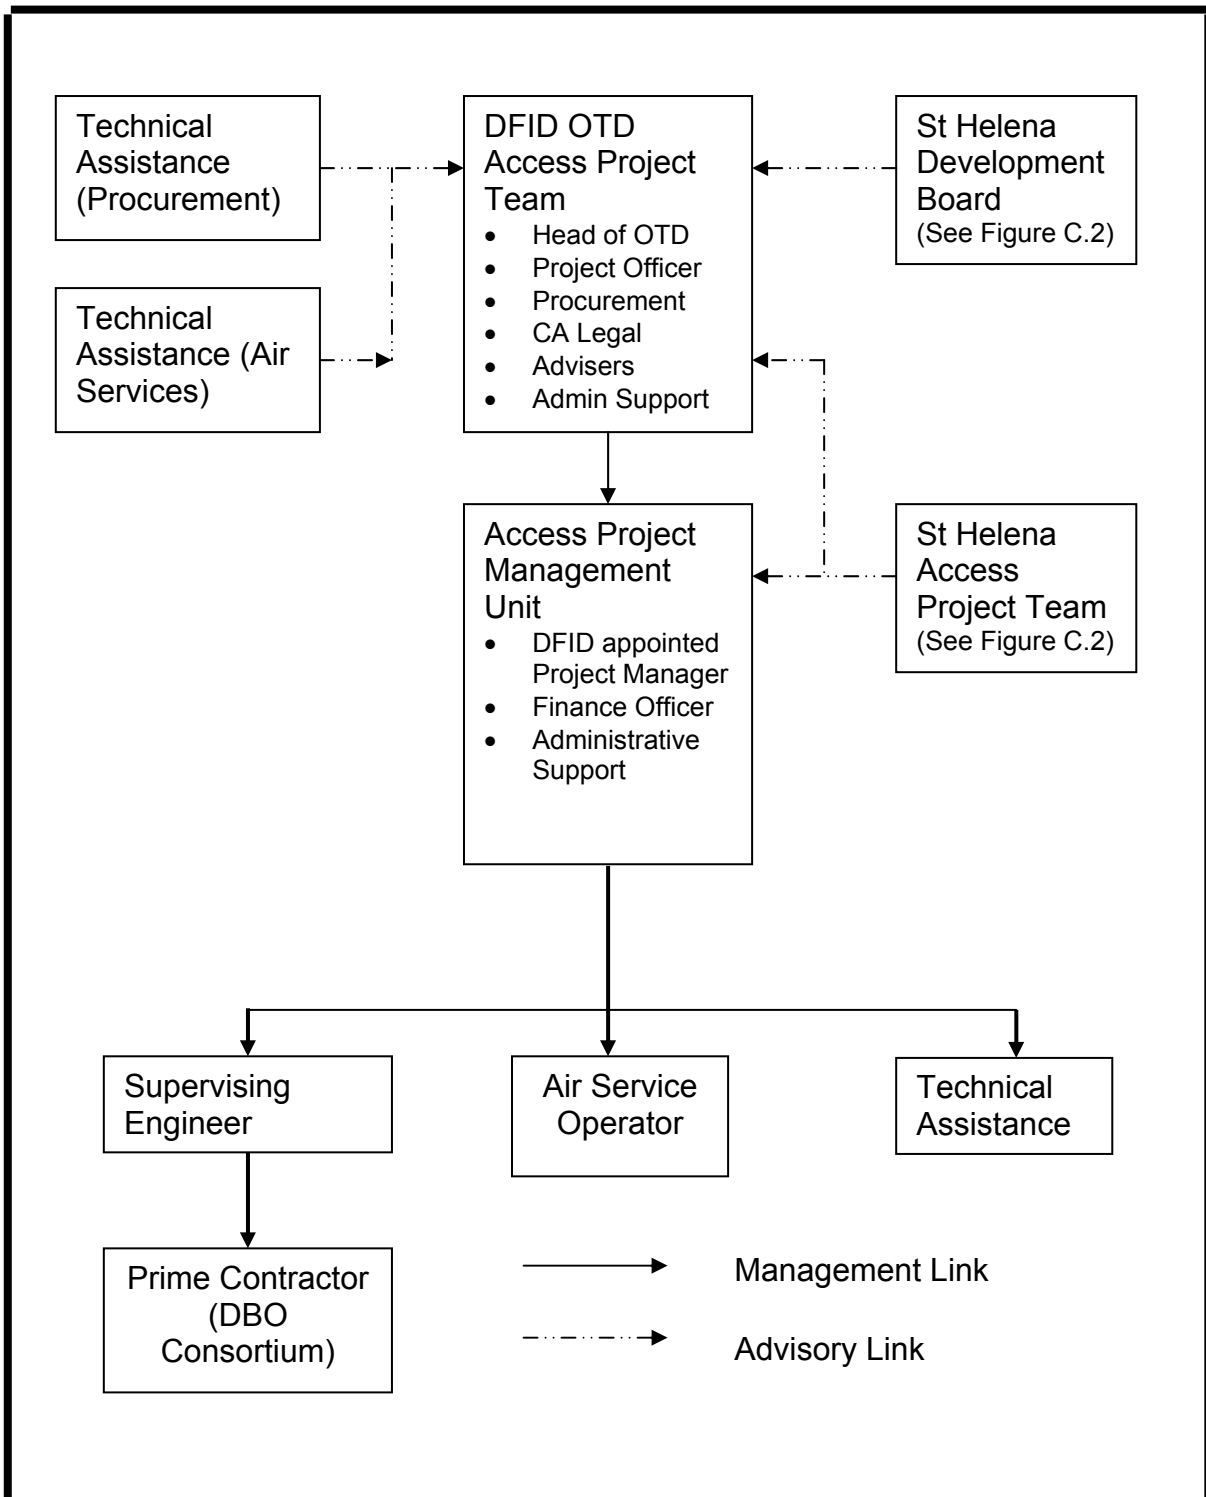 Technical
Assistance
(Procurement)
DFID OTD
Access Project
Team
• Head of OTD
• Project Officer
• Procurement
• CA Legal
• Advisers
• Admin Support
St Helena
Development
Board
(See Figure C.2)
Technical
Assistance (Air
Services)
Access Project
Management
Unit
• DFID appointed
Project Manager
• Finance Officer
• Administrative
Support
St Helena
Access
Project Team
(See Figure C.2)
Supervising
Engineer
Air Service
Operator
Technical
Assistance
Prime Contractor
(DBO
Consortium)
Management Link
Advisory Link